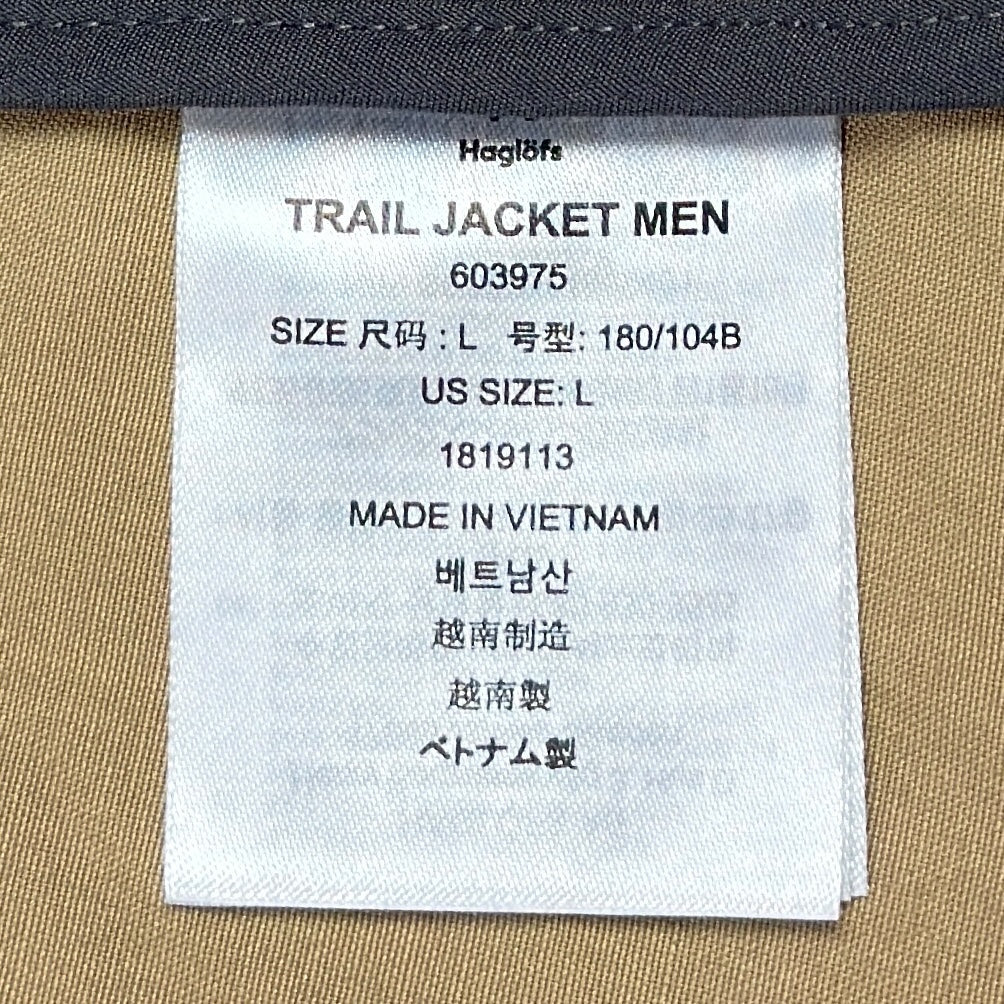 Haglöfs
TRAIL JACKET MEN
603975
SIZE 尺码 : L 号型: 180/104B
US SIZE: L
1819113
MADE IN VIETNAM
베트남산
越南制造
越南製
ベトナム製